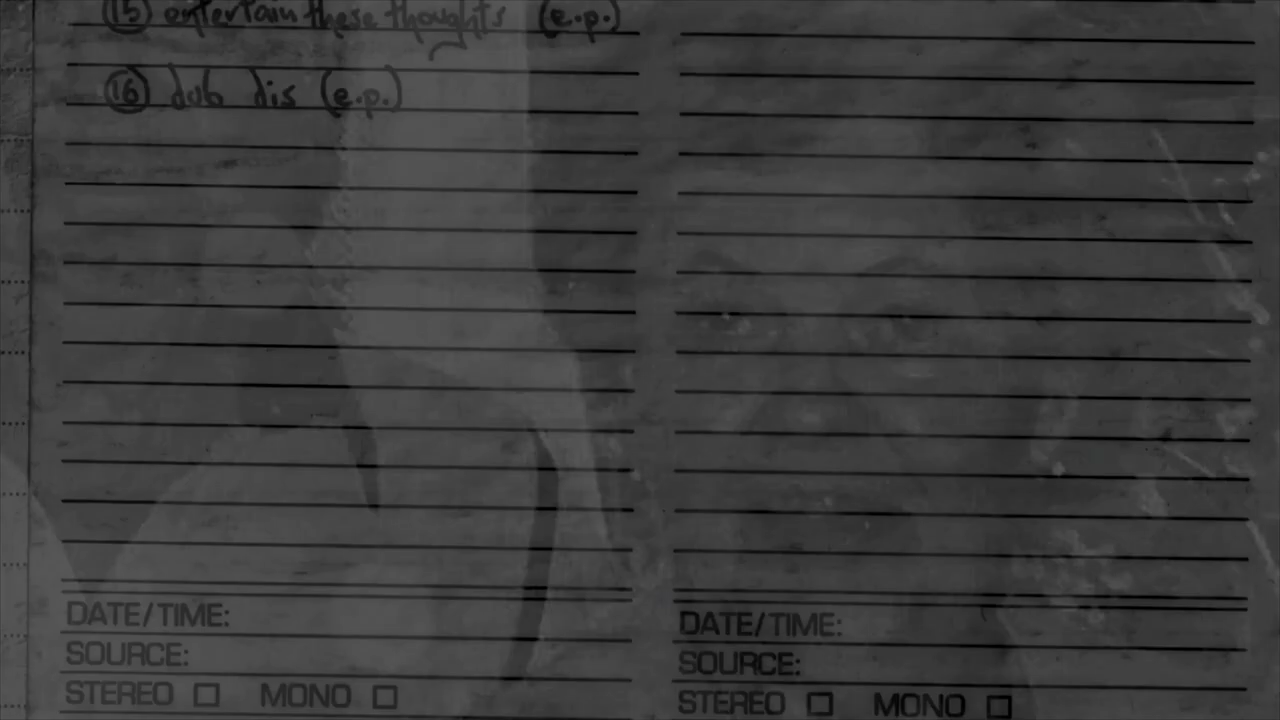 (15) entertain these thoughts (e.p.)
(16) dub dis (e.p.)
DATE/TIME:
SOURCE:
STEREO ☐ MONO ☐
DATE/TIME:
SOURCE:
STEREO ☐ MONO ☐